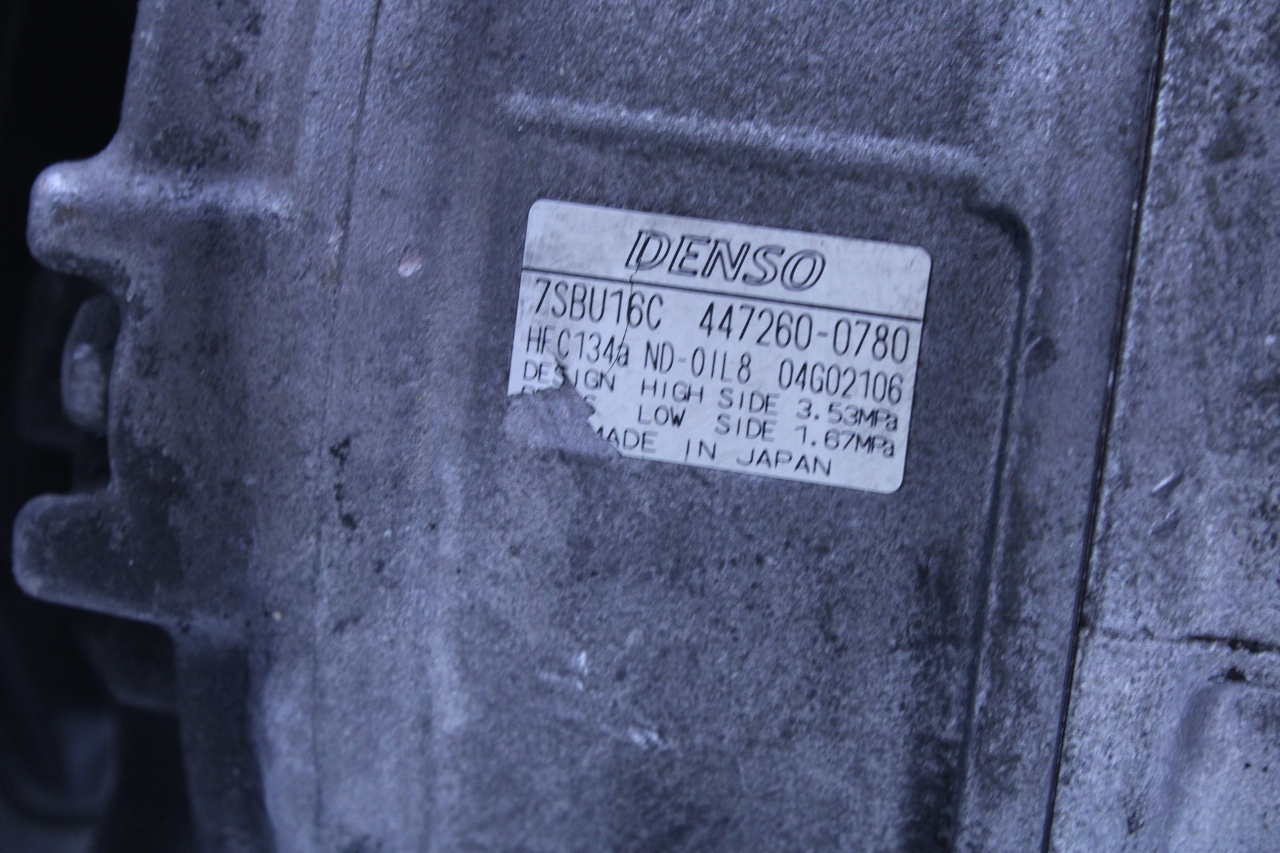 DENSO
7SBU16C 447260-0780
HFC134a ND-OIL8 04G02106
DESIGN HIGH SIDE 3.53MPa
LOW SIDE 1.67MPa
MADE IN JAPAN